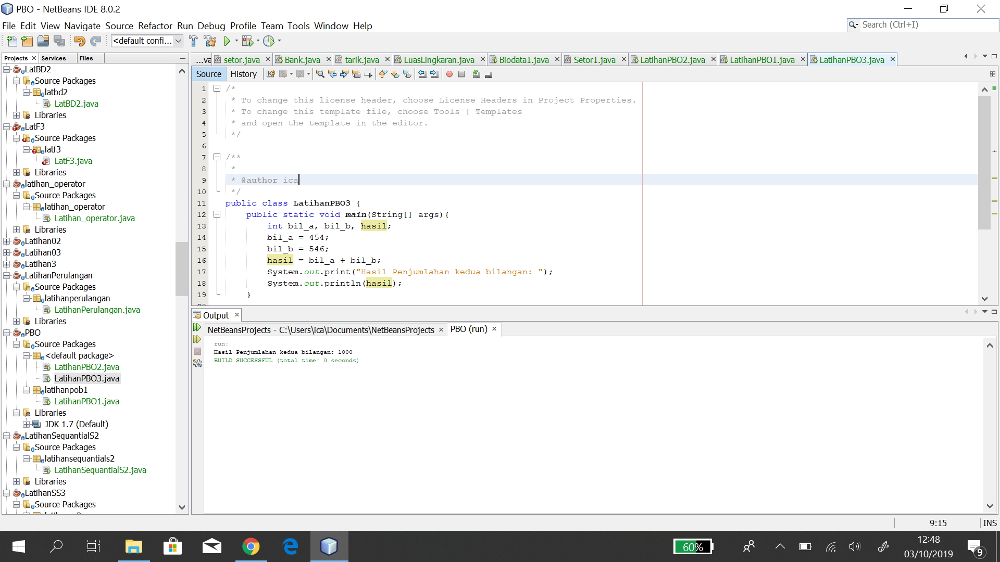 PBO - NetBeans IDE 8.0.2
File Edit View Navigate Source Refactor Run Debug Profile Team Tools Window Help
Search (Ctrl+I)
<default confi...
Projects Services Files
...va setor.java Bank.java tarik.java LuasLingkaran.java Biodata1.java Setor1.java LatihanPBO2.java LatihanPBO1.java LatihanPBO3.java
Source History
LatBD2
Source Packages
latbd2
LatBD2.java
Libraries
LatF3
Source Packages
latf3
LatF3.java
Libraries
latihan_operator
Source Packages
latihan_operator
Latihan_operator.java
Libraries
Latihan02
Latihan03
Latihan3
LatihanPerulangan
Source Packages
latihanperulangan
LatihanPerulangan.java
Libraries
PBO
Source Packages
<default package>
LatihanPBO2.java
LatihanPBO3.java
latihanpob1
LatihanPBO1.java
Libraries
JDK 1.7 (Default)
LatihanSequantialS2
Source Packages
latihansequantials2
LatihanSequantialS2.java
Libraries
LatihanSS3
Source Packages
1 /*
2 * To change this license header, choose License Headers in Project Properties.
3 * To change this template file, choose Tools | Templates
4 * and open the template in the editor.
5 */
6
7 /**
8 *
9 * @author ica
10 */
11 public class LatihanPBO3 {
12 public static void main(String[] args){
13 int bil_a, bil_b, hasil;
14 bil_a = 454;
15 bil_b = 546;
16 hasil = bil_a + bil_b;
17 System.out.print("Hasil Penjumlahan kedua bilangan: ");
18 System.out.println(hasil);
19 }
Output
NetBeansProjects - C:\Users\ica\Documents\NetBeansProjects PBO (run)
run:
Hasil Penjumlahan kedua bilangan: 1000
BUILD SUCCESSFUL (total time: 0 seconds)
9:15 INS
60%
12:48
03/10/2019
9